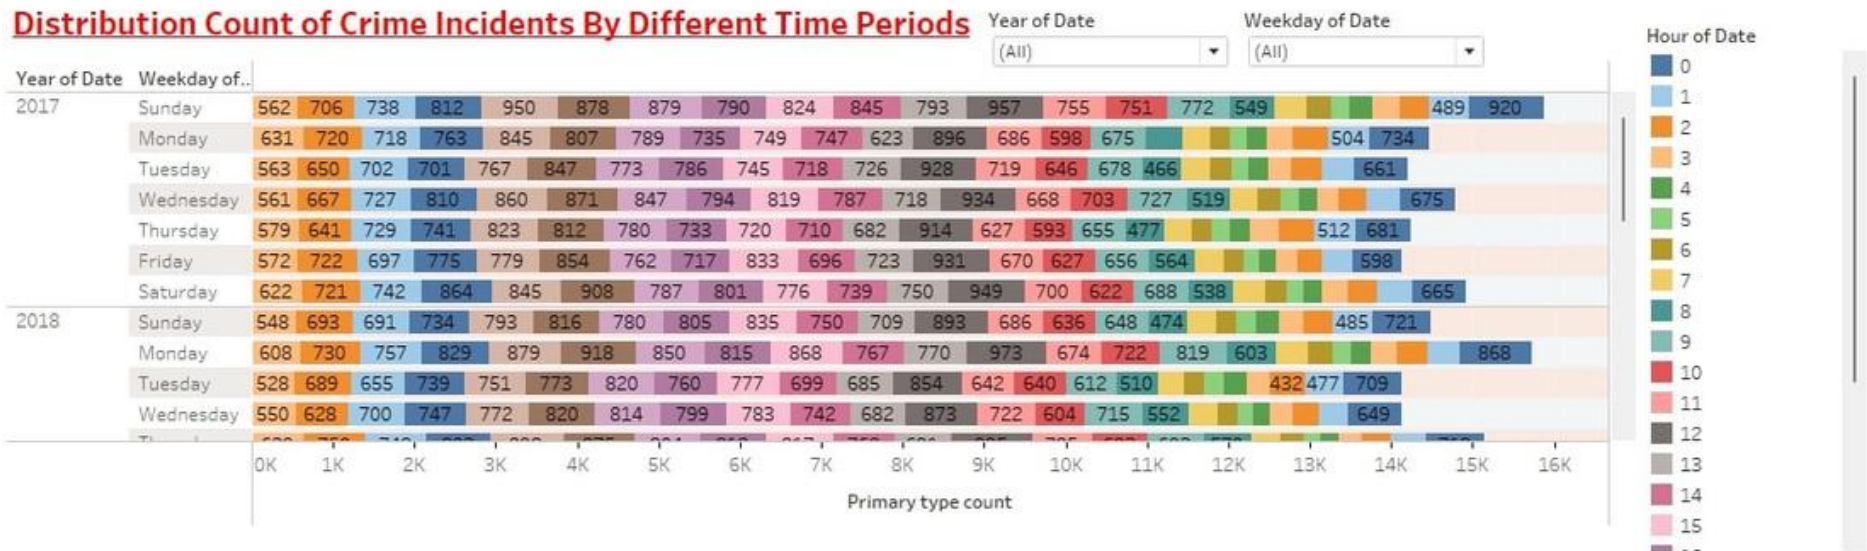 Distribution Count of Crime Incidents By Different Time Periods
Year of Date
Weekday of Date
(All)
(All)
Hour of Date
Year of Date Weekday of..
2017 Sunday 562 706 738 812 950 878 879 790 824 845 793 957 755 751 772 549 489 920
Monday 631 720 718 763 845 807 789 735 749 747 623 896 686 598 675 504 734
Tuesday 563 650 702 701 767 847 773 786 745 718 726 928 719 646 678 466 661
Wednesday 561 667 727 810 860 871 847 794 819 787 718 934 668 703 727 519 675
Thursday 579 641 729 741 823 812 780 733 720 710 682 914 627 593 655 477 512 681
Friday 572 722 697 775 779 854 762 717 833 696 723 931 670 627 656 564 598
Saturday 622 721 742 864 845 908 787 801 776 739 750 949 700 622 688 538 665
2018 Sunday 548 693 691 734 793 816 780 805 835 750 709 893 686 636 648 474 485 721
Monday 608 730 757 829 879 918 850 815 868 767 770 973 674 722 819 603 868
Tuesday 528 689 655 739 751 773 820 760 777 699 685 854 642 640 612 510 432 477 709
Wednesday 550 628 700 747 772 820 814 799 783 742 682 873 722 604 715 552 649
0K 1K 2K 3K 4K 5K 6K 7K 8K 9K 10K 11K 12K 13K 14K 15K 16K
Primary type count
0
1
2
3
4
5
6
7
8
9
10
11
12
13
14
15